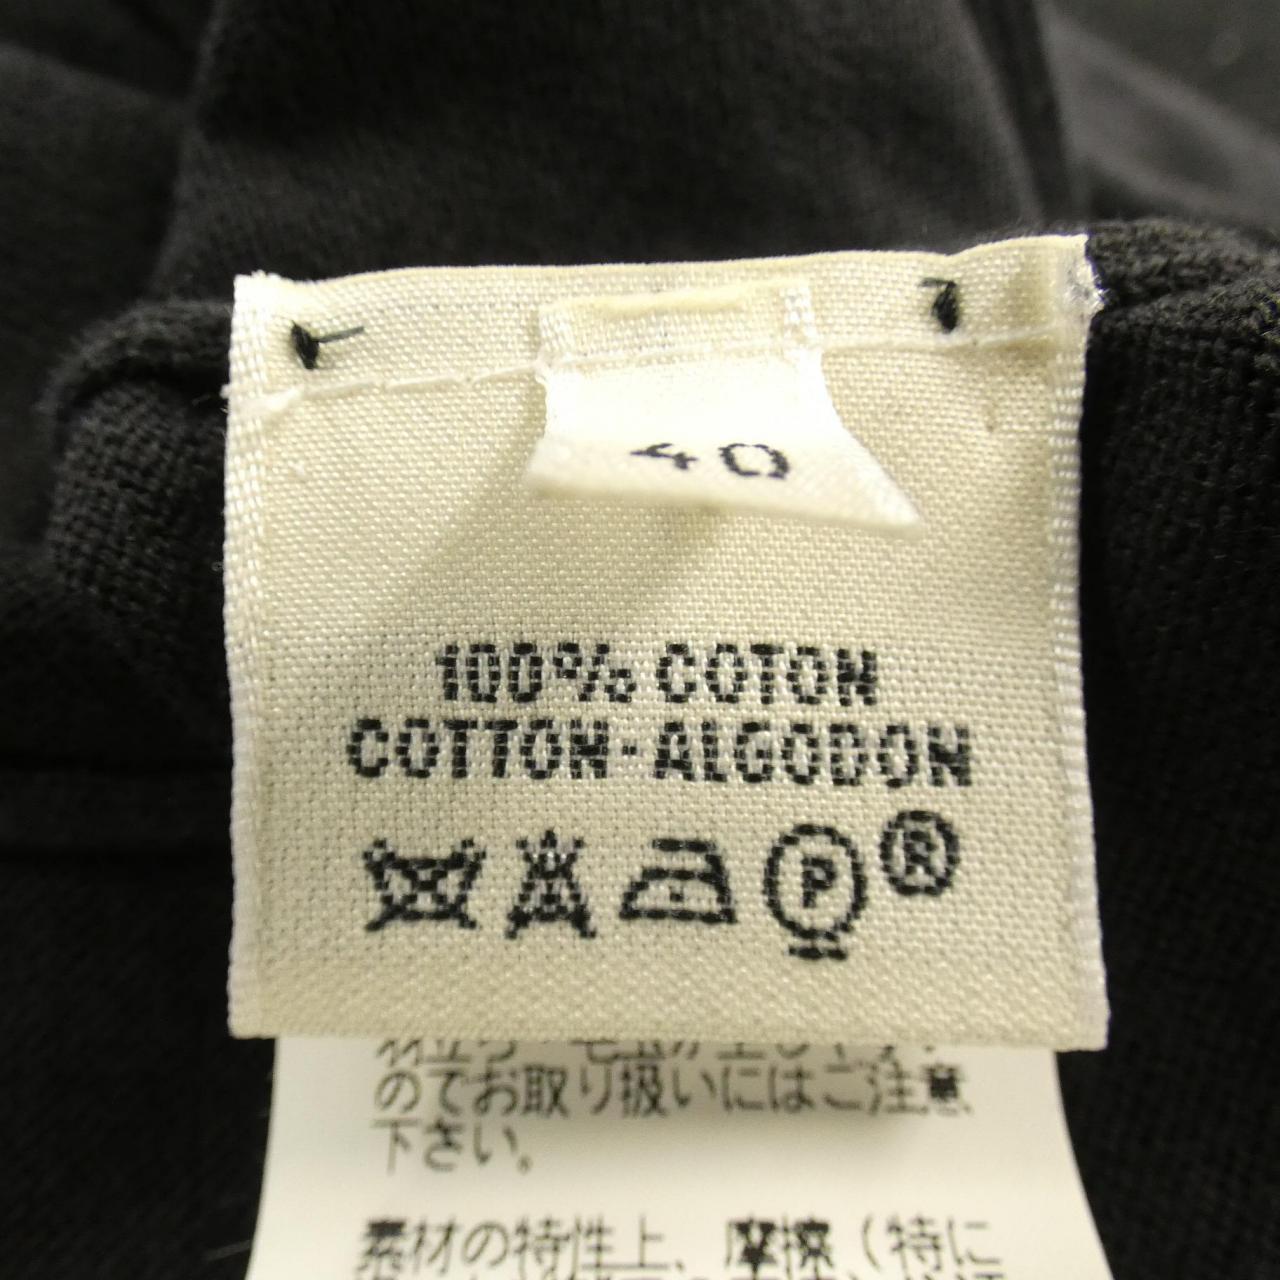 40
100% COTON
COTTON-ALGODON
P ®
のでお取り扱いにはご注意
下さい。
素材の特性上、摩擦（特に